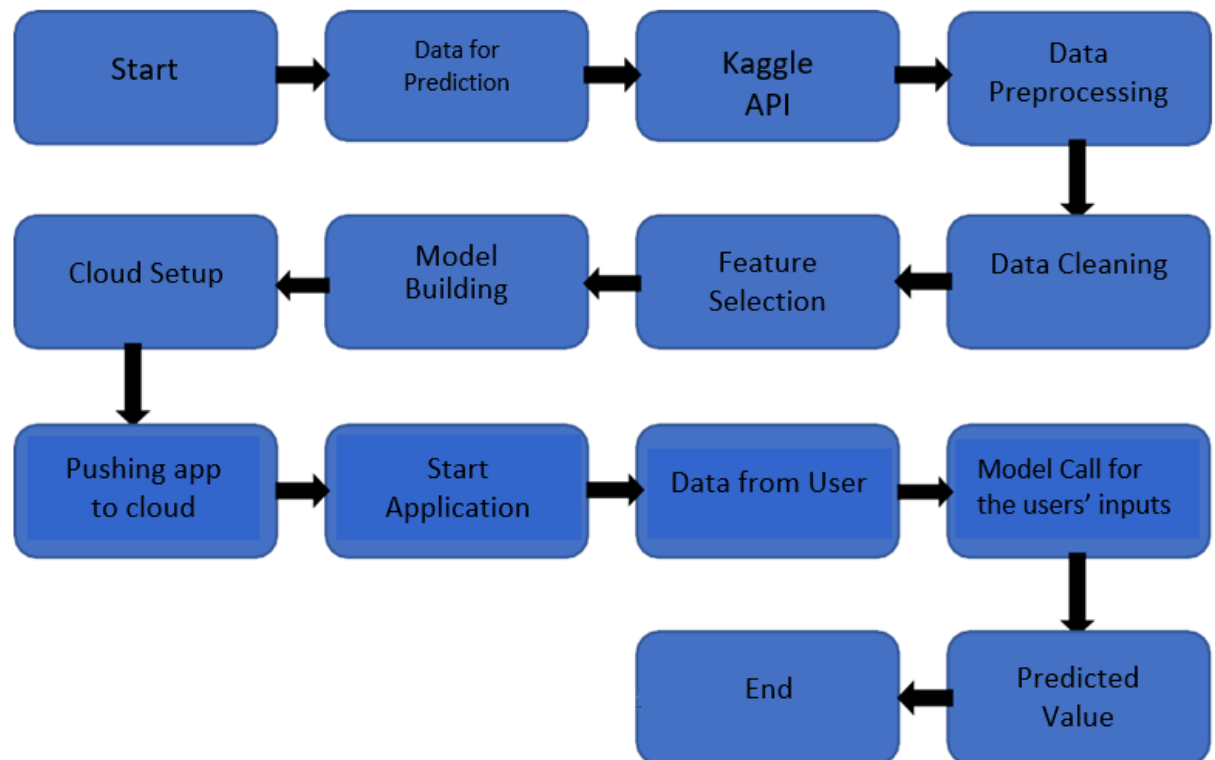 Start
Data for
Prediction
Kaggle
API
Data
Preprocessing
Data Cleaning
Feature
Selection
Model
Building
Cloud Setup
Pushing app
to cloud
Start
Application
Data from User
Model Call for
the users’ inputs
Predicted
Value
End